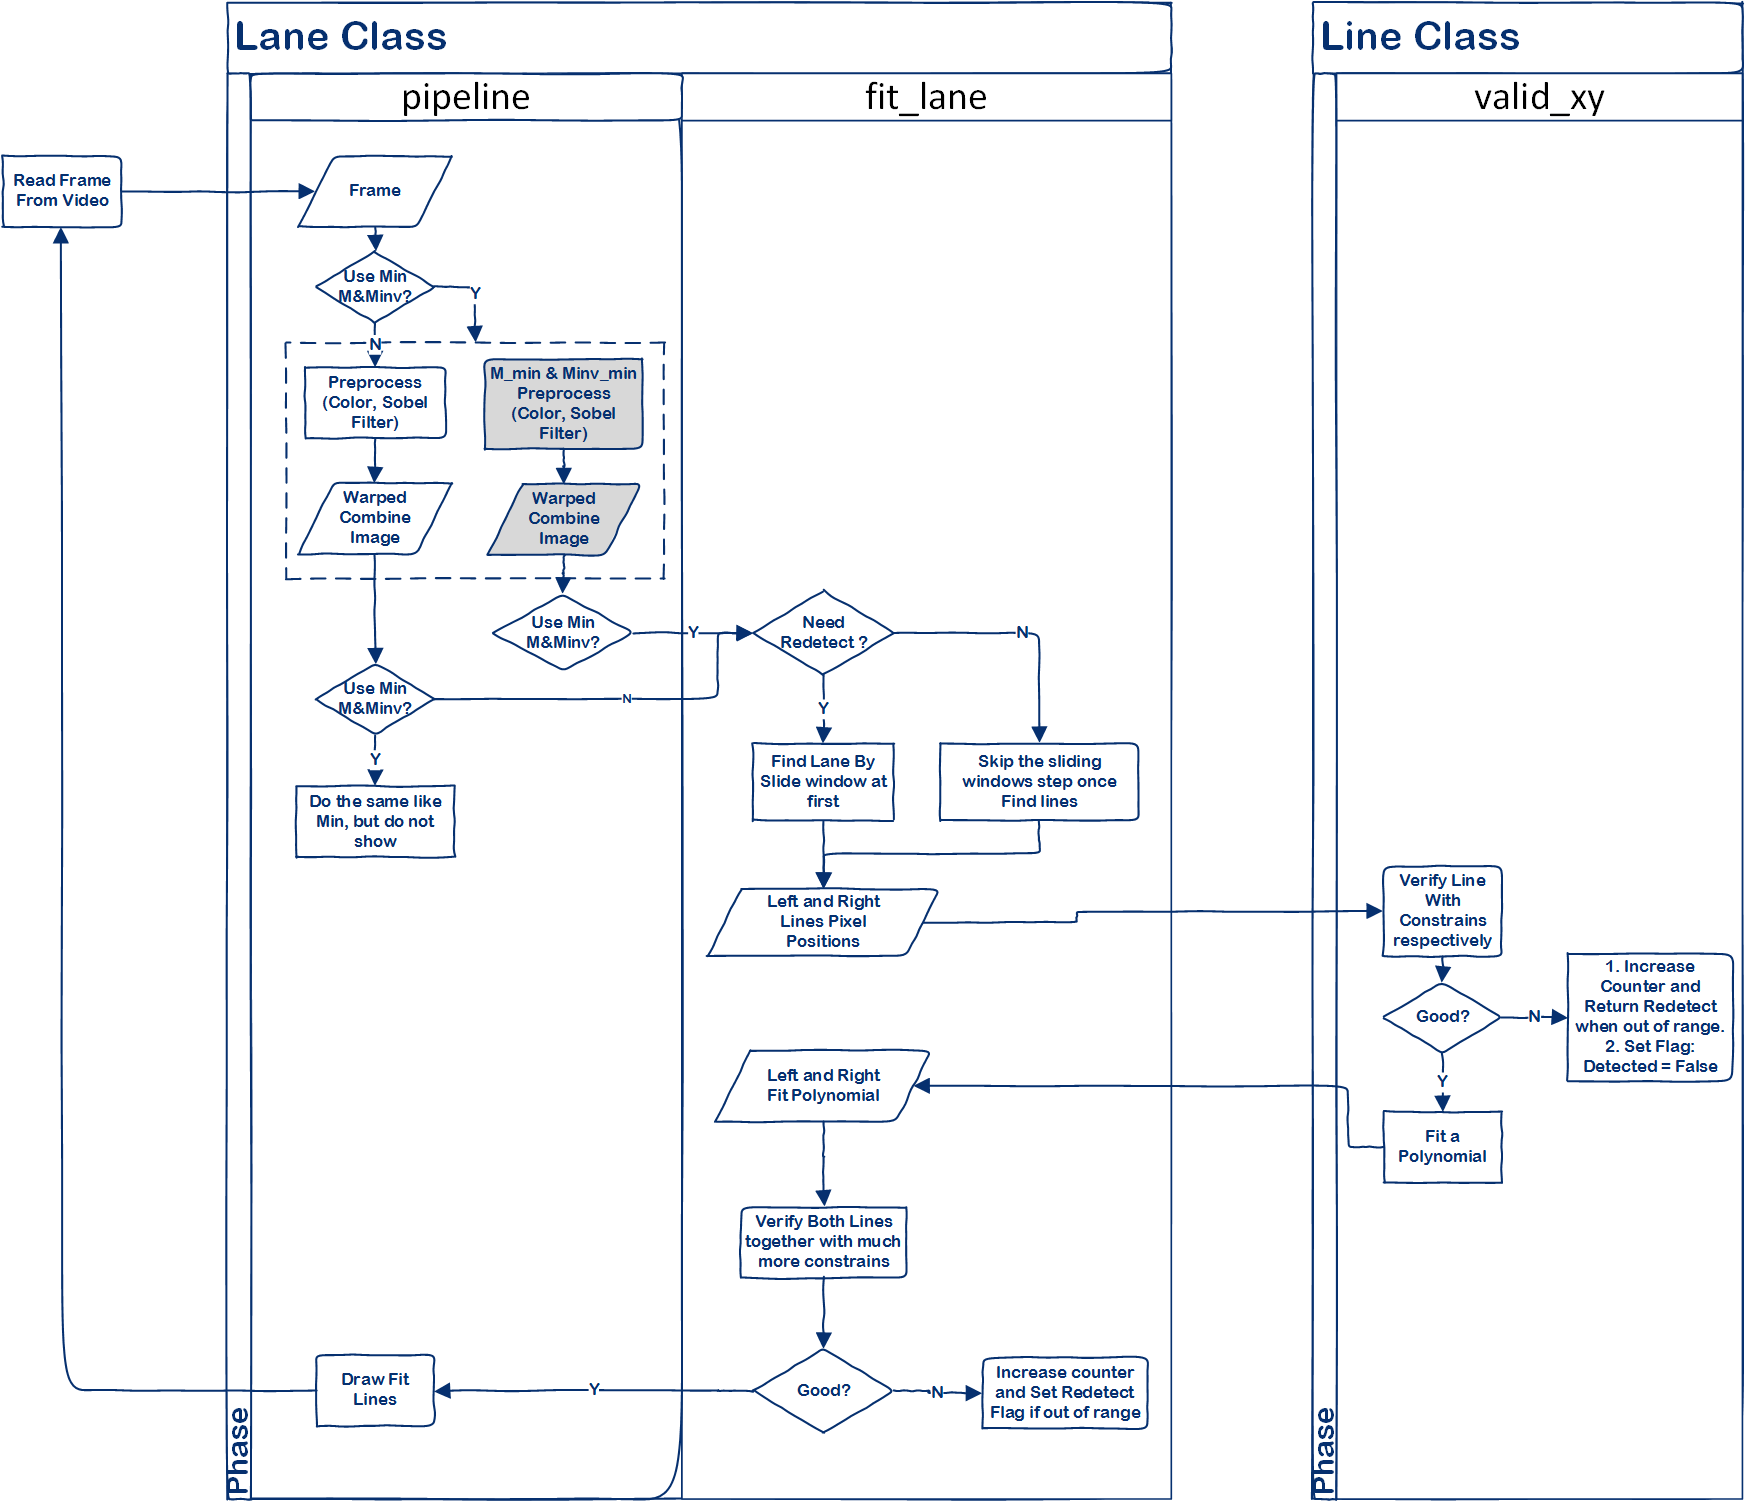 Lane Class
Line Class
pipeline
fit_lane
valid_xy
Read Frame
From Video
Frame
Use Min
M&Minv?
Y
N
Preprocess
(Color, Sobel
Filter)
M_min & Minv_min
Preprocess
(Color, Sobel
Filter)
Warped
Combine
Image
Warped
Combine
Image
Use Min
M&Minv?
Y
Need
Redetect ?
N
Use Min
M&Minv?
N
Y
Y
Do the same like
Min, but do not
show
Find Lane By
Slide window at
first
Skip the sliding
windows step once
Find lines
Left and Right
Lines Pixel
Positions
Verify Line
With
Constrains
respectively
Good?
N
1. Increase
Counter and
Return Redetect
when out of range.
2. Set Flag:
Detected = False
Y
Fit a
Polynomial
Left and Right
Fit Polynomial
Verify Both Lines
together with much
more constrains
Good?
N
Increase counter
and Set Redetect
Flag if out of range
Y
Draw Fit
Lines
Phase
Phase